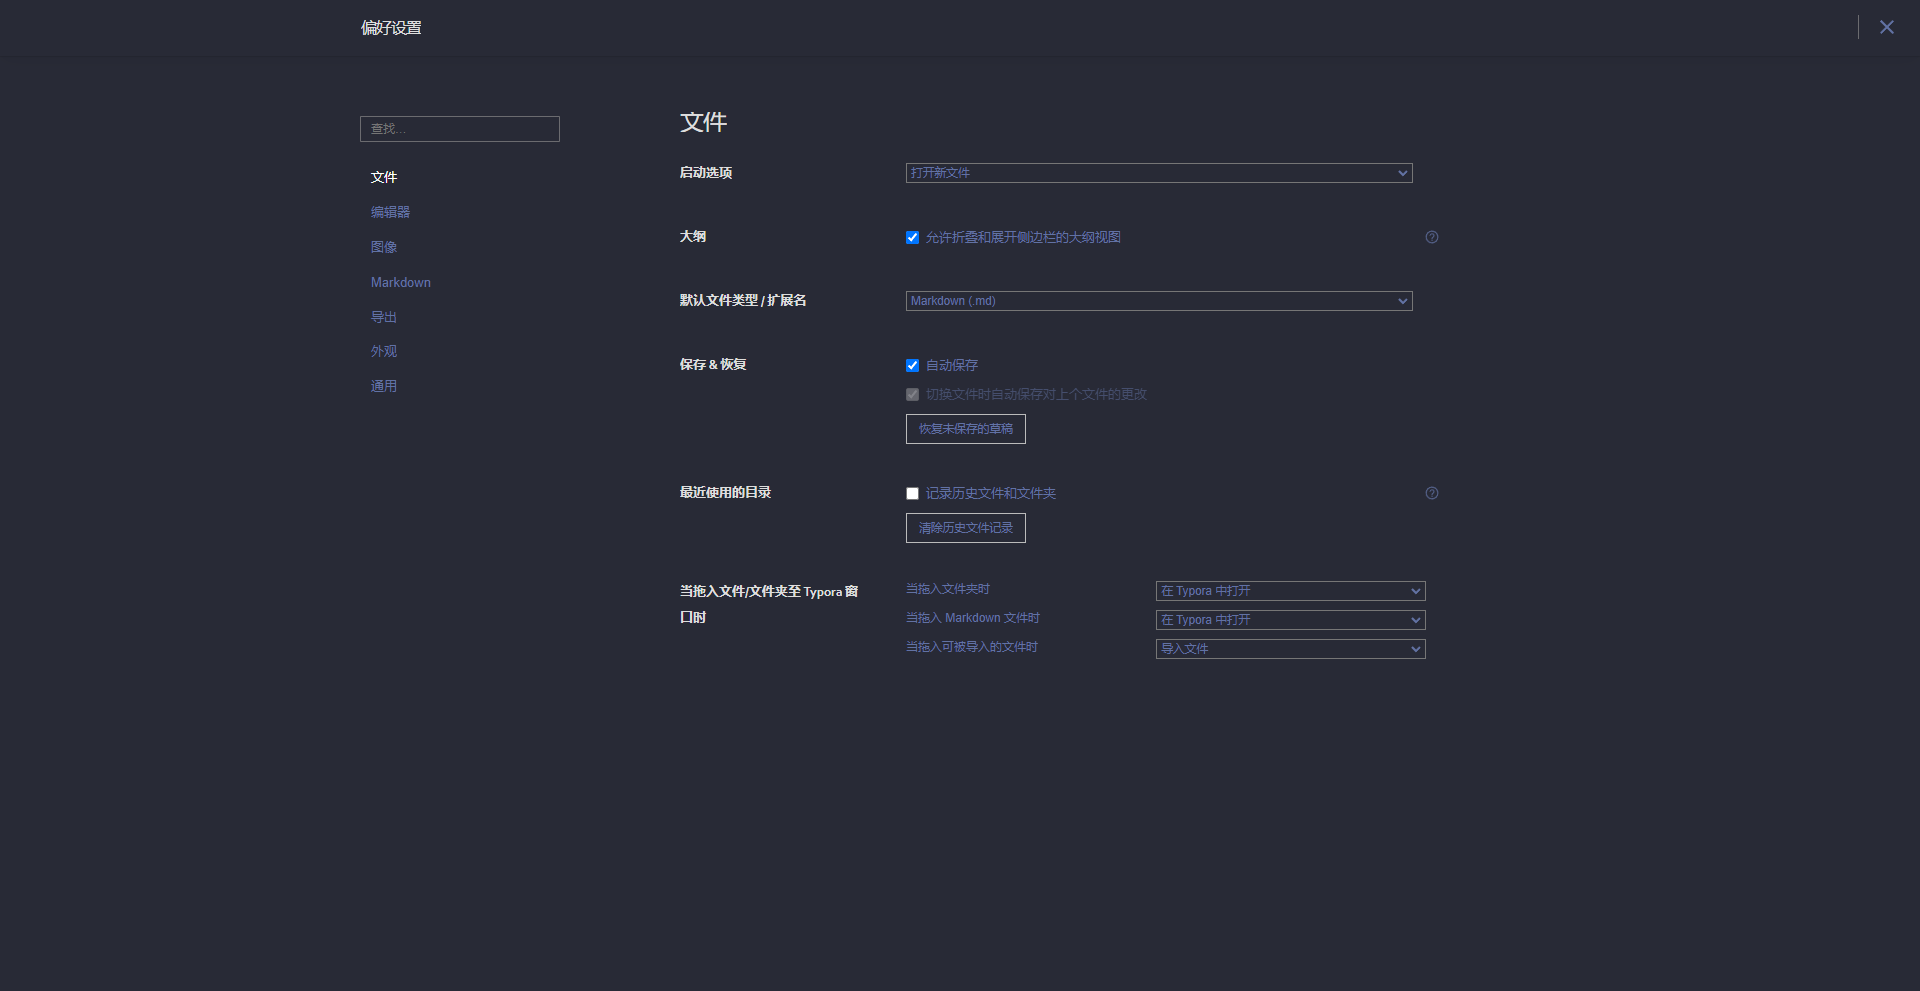 偏好设置
查找...
文件
编辑器
图像
Markdown
导出
外观
通用
文件
启动选项
打开新文件
大纲
允许折叠和展开侧边栏的大纲视图
默认文件类型 / 扩展名
Markdown (.md)
保存 & 恢复
自动保存
切换文件时自动保存对上个文件的更改
恢复未保存的草稿
最近使用的目录
记录历史文件和文件夹
清除历史文件记录
当拖入文件/文件夹至 Typora 窗
口时
当拖入文件夹时
在 Typora 中打开
当拖入 Markdown 文件时
在 Typora 中打开
当拖入可被导入的文件时
导入文件